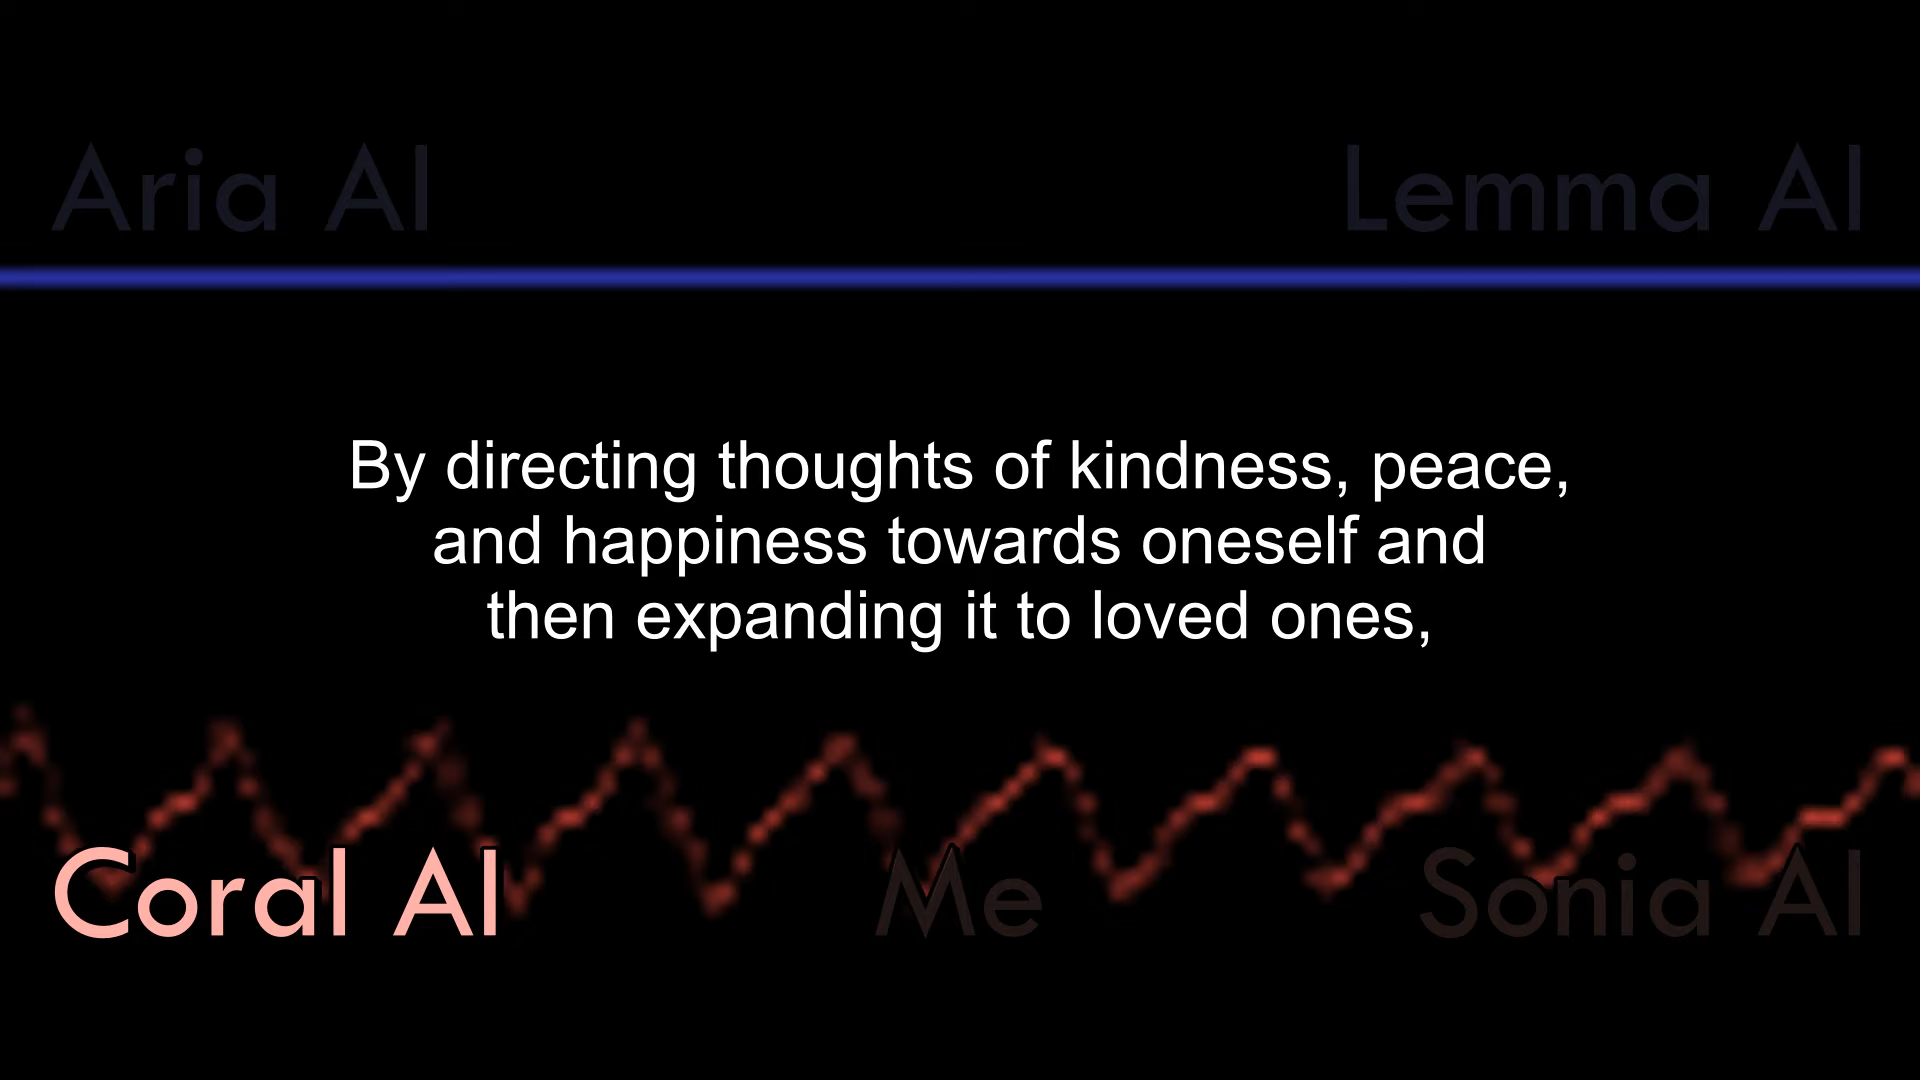 Aria AI
Lemma AI
By directing thoughts of kindness, peace,
and happiness towards oneself and
then expanding it to loved ones,
Coral AI
Me
Sonia AI